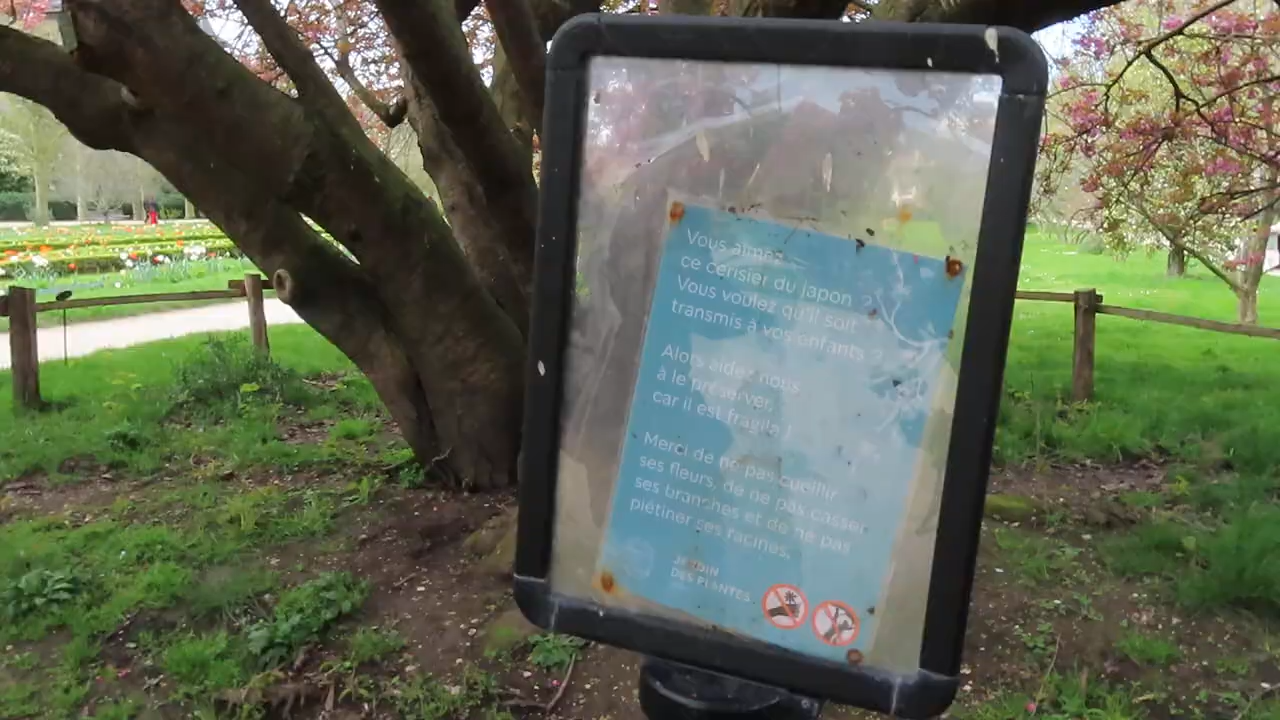 Vous aimez
ce cerisier du japon ?
Vous voulez qu'il soit
transmis à vos enfants ?
Alors aidez nous
à le préserver,
car il est fragile !
Merci de ne pas cueillir
ses fleurs, de ne pas casser
ses branches et de ne pas
piétiner ses racines.
JARDIN
DES PLANTES